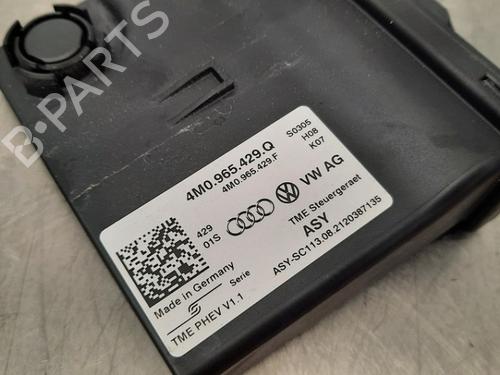 B-PARTS
4M0.965.429.Q
4M0.965.429.F
S0305
H08
K07
429
01S
VW AG
TME Steuergeraet
ASY
ASY-SC113.08.2120387135
Made in Germany
Serie
TME PHEV V1.1